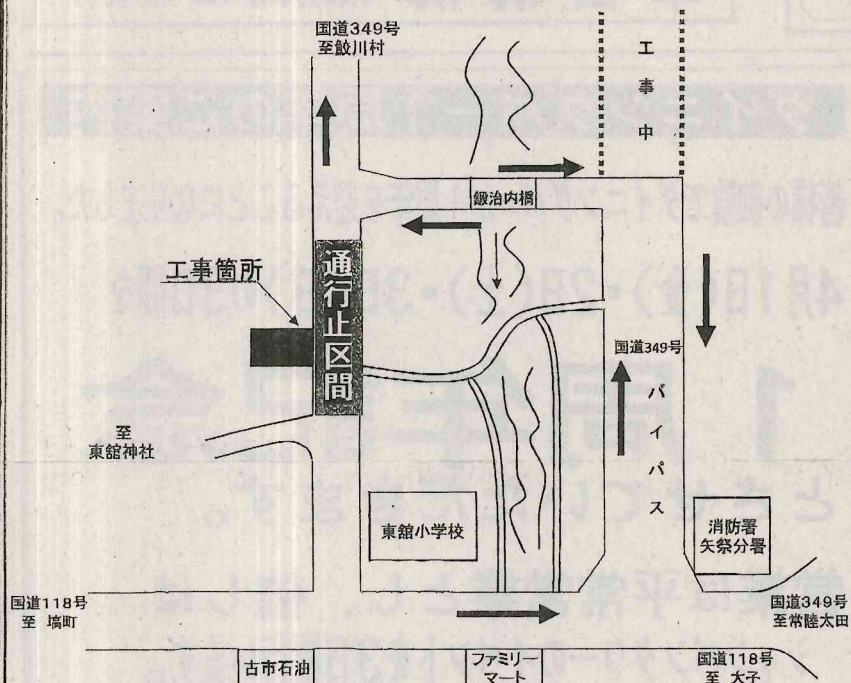 国道349号
至鮫川村
工事中
鍛治内橋
工事箇所
通行止区間
国道349号
バイパス
至
東舘神社
東舘小学校
消防署
矢祭分署
国道118号
至 塙町
国道349号
至常陸太田
古市石油
ファミリー
マート
国道118号
至 大子